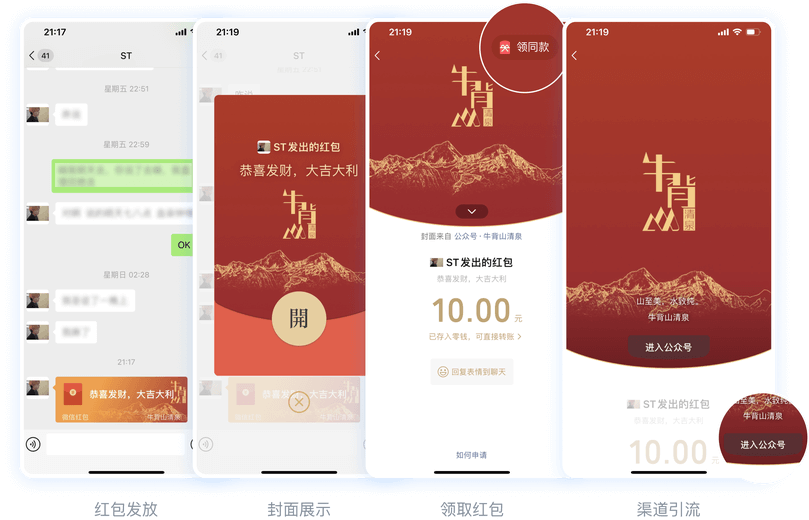 21:17
41
ST
星期五 22:51
星期五 22:59
OK
星期日 02:28
21:17
恭喜发财，大吉大利
微信红包
牛背山清泉
红包发放
21:19
41
ST
ST发出的红包
恭喜发财，大吉大利
牛背山
清泉
開
恭喜发财，大吉大利
封面展示
21:19
领同款
牛背山
清泉
封面来自 公众号 · 牛背山清泉
ST发出的红包
恭喜发财，大吉大利
10.00元
已存入零钱，可直接转账
回复表情到聊天
如何申请
领取红包
21:19
牛背山
清泉
山至美，水致纯。
牛背山清泉
进入公众号
ST发出的红包
恭喜发财，大吉大利
10.00
牛背山清泉
进入公众号
渠道引流